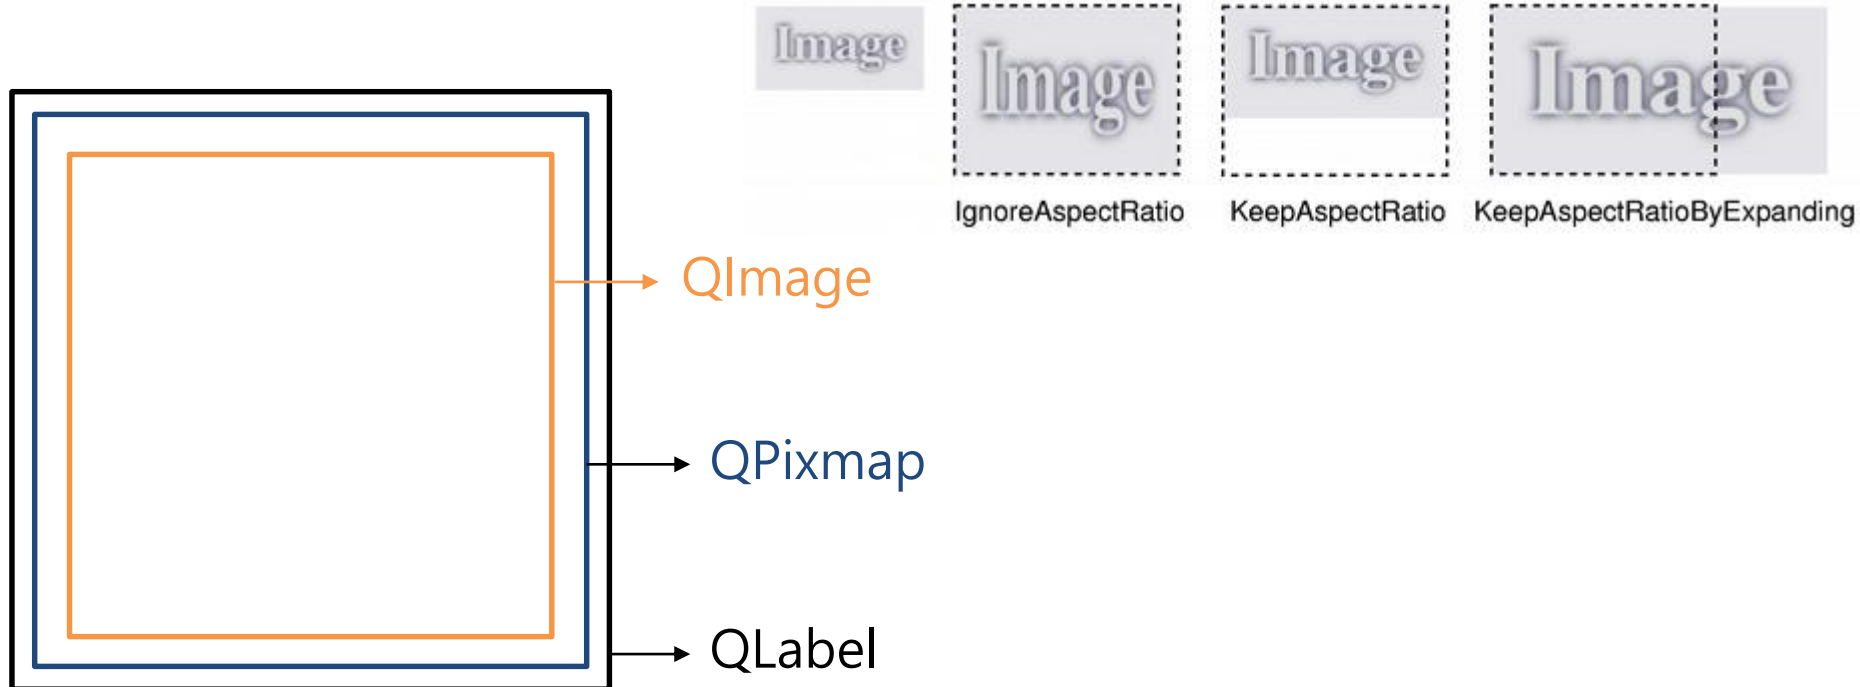 Image Image Image Image
IgnoreAspectRatio KeepAspectRatio KeepAspectRatioByExpanding
QImage
QPixmap
QLabel